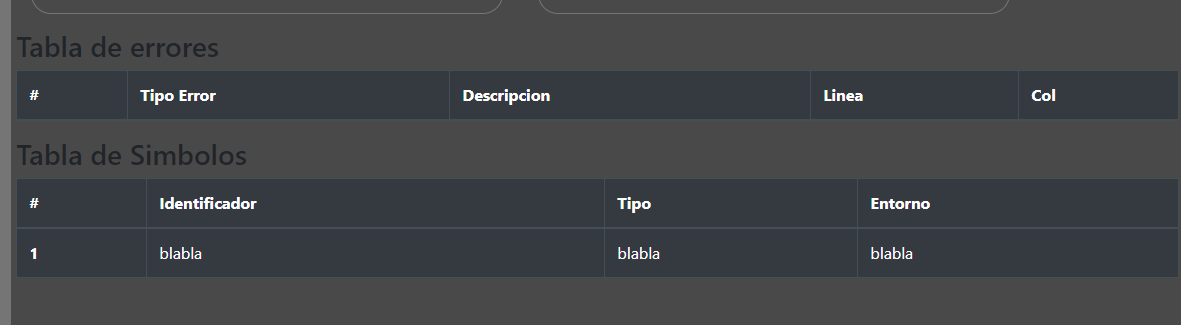 Tabla de errores
# Tipo Error Descripcion Linea Col
Tabla de Simbolos
# Identificador Tipo Entorno
1 blabla blabla blabla